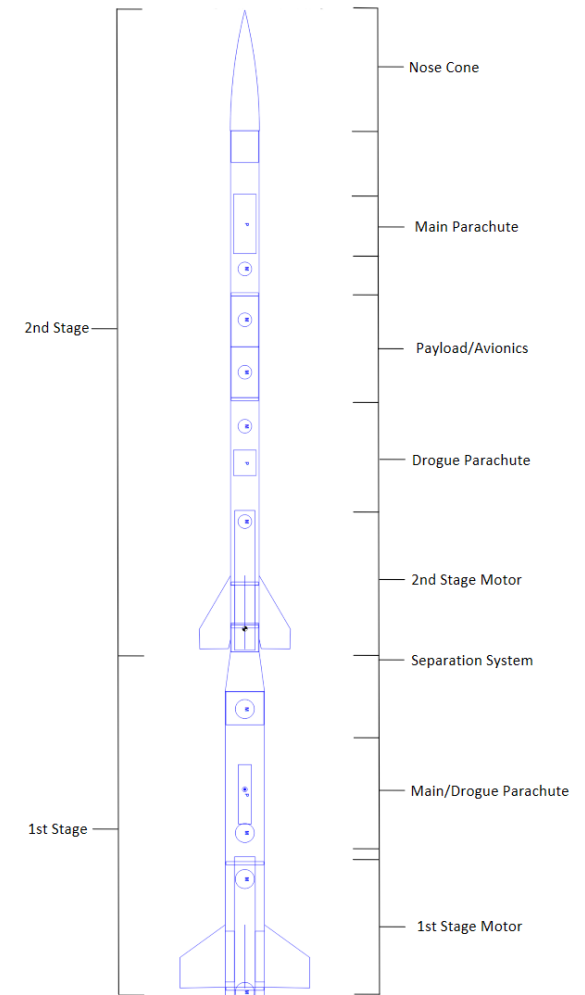 Nose Cone
Main Parachute
2nd Stage
Payload/Avionics
Drogue Parachute
2nd Stage Motor
Separation System
Main/Drogue Parachute
1st Stage
1st Stage Motor